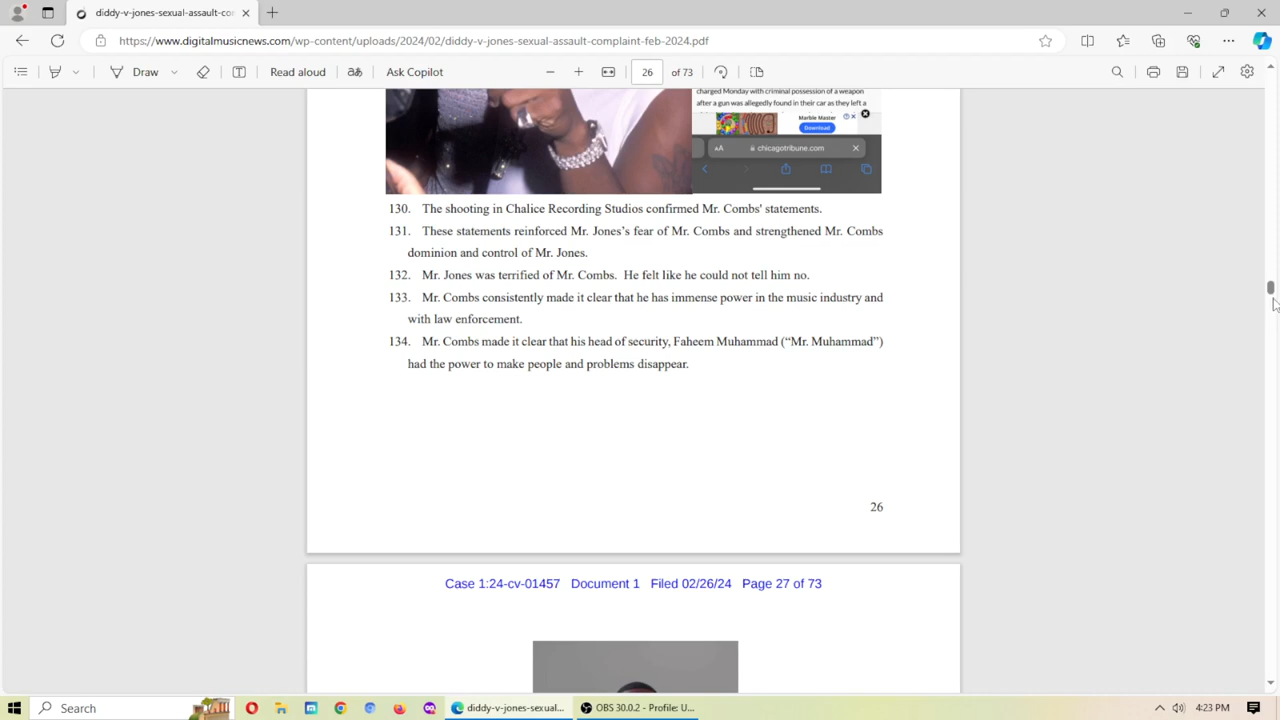 diddy-v-jones-sexual-assault-co
https://www.digitalmusicnews.com/wp-content/uploads/2024/02/diddy-v-jones-sexual-assault-complaint-feb-2024.pdf
Draw
Read aloud
Ask Copilot
26 of 73
charged Monday with criminal possession of a weapon
after a gun was allegedly found in their car as they left a
Marble Master
Download
AA chicagotribune.com
130. The shooting in Chalice Recording Studios confirmed Mr. Combs' statements.
131. These statements reinforced Mr. Jones's fear of Mr. Combs and strengthened Mr. Combs
dominion and control of Mr. Jones.
132. Mr. Jones was terrified of Mr. Combs. He felt like he could not tell him no.
133. Mr. Combs consistently made it clear that he has immense power in the music industry and
with law enforcement.
134. Mr. Combs made it clear that his head of security, Faheem Muhammad (“Mr. Muhammad”)
had the power to make people and problems disappear.
26
Case 1:24-cv-01457 Document 1 Filed 02/26/24 Page 27 of 73
Search
diddy-v-jones-sexual...
OBS 30.0.2 - Profile: U...
4:23 PM